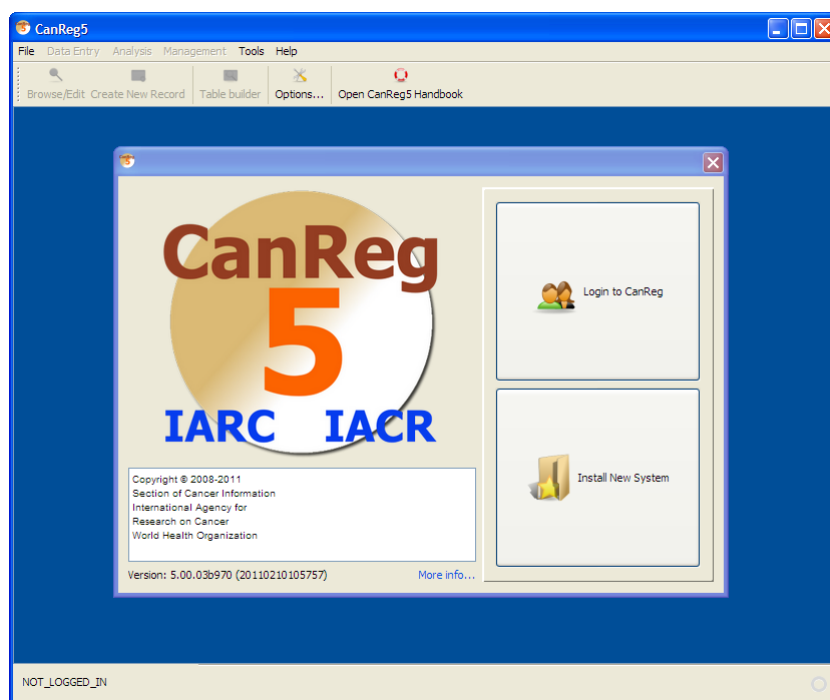 CanReg5
File Data Entry Analysis Management Tools Help
Browse/Edit Create New Record Table builder Options... Open CanReg5 Handbook
CanReg
5
IARC IACR
Login to CanReg
Install New System
Copyright © 2008-2011
Section of Cancer Information
International Agency for
Research on Cancer
World Health Organization
Version: 5.00.03b970 (20110210105757) More info...
NOT_LOGGED_IN